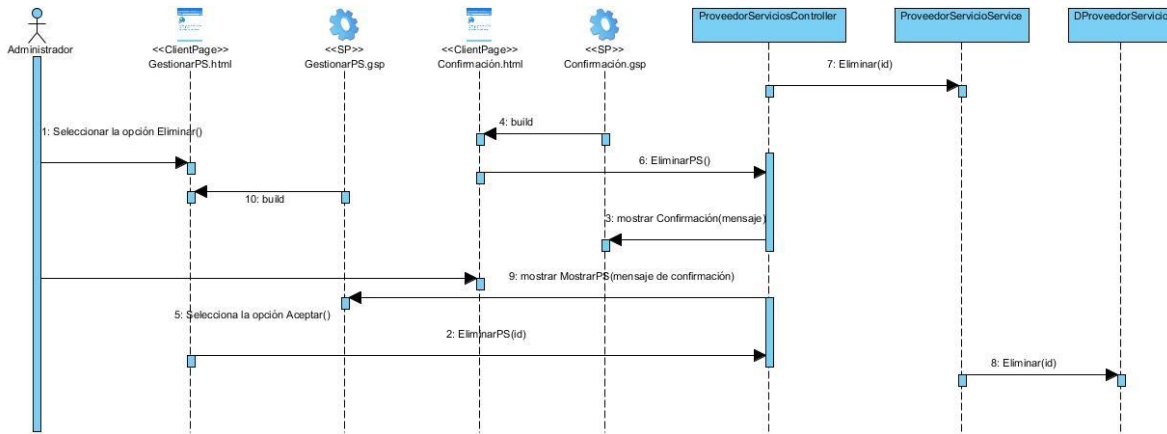 ProveedorServiciosController
ProveedorServicioService
DProveedorServicio
Administrador
<<ClientPage>>
GestionarPS.html
<<SP>>
GestionarPS.gsp
<<ClientPage>>
Confirmación.html
<<SP>>
Confirmación.gsp
7: Eliminar(id)
4: build
1: Seleccionar la opción Eliminar()
6: EliminarPS()
10: build
3: mostrar Confirmación(mensaje)
9: mostrar MostrarPS(mensaje de confirmación)
5: Selecciona la opción Aceptar()
2: EliminarPS(id)
8: Eliminar(id)